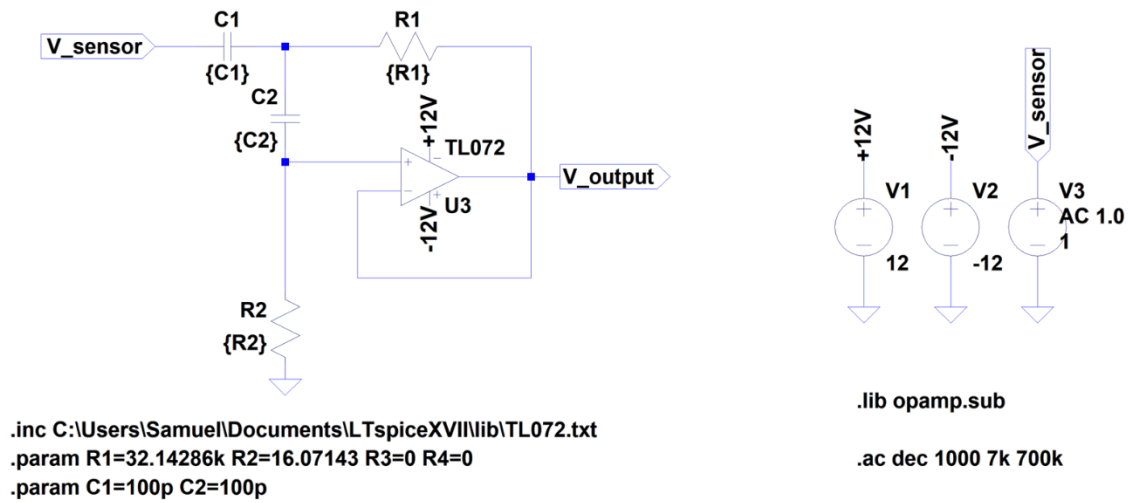 V_sensor
C1
{C1}
R1
{R1}
C2
{C2}
+12V
TL072
U3
-12V
V_output
R2
{R2}
V_sensor
+12V
-12V
V1
12
V2
-12
V3
AC 1.0
1
.inc C:\Users\Samuel\Documents\LTspiceXVII\lib\TL072.txt
.param R1=32.14286k R2=16.07143 R3=0 R4=0
.param C1=100p C2=100p
.lib opamp.sub
.ac dec 1000 7k 700k